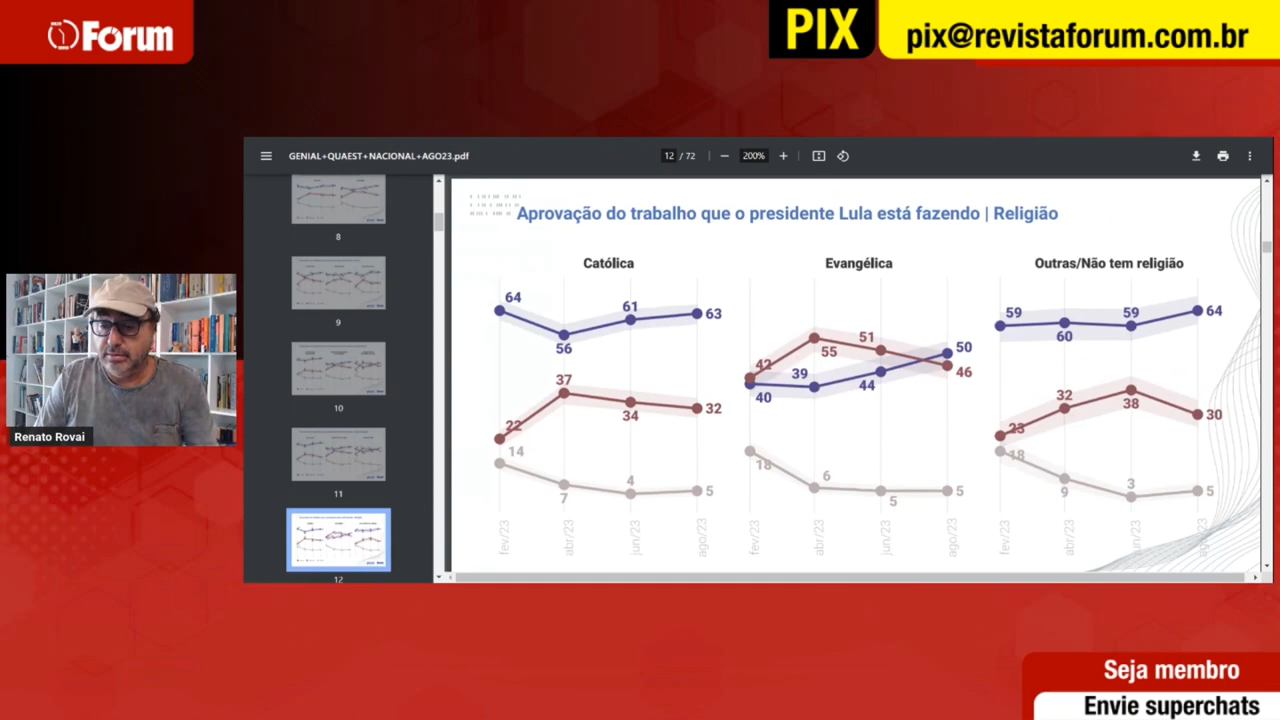 Forum
PIX
pix@revistaforum.com.br
GENIAL+QUAEST+NACIONAL+AGO23.pdf
12 / 72
200%
8
9
10
11
12
Renato Rovai
Aprovação do trabalho que o presidente Lula está fazendo | Religião
Católica
64
56
61
63
22
37
34
32
14
7
4
5
fev/23
abr/23
jun/23
ago/23
Evangélica
42
55
51
46
40
39
44
50
18
6
5
5
fev/23
abr/23
jun/23
ago/23
Outras/Não tem religião
59
60
59
64
23
32
38
30
18
9
3
5
fev/23
abr/23
jun/23
ago/23
Seja membro
Envie superchats